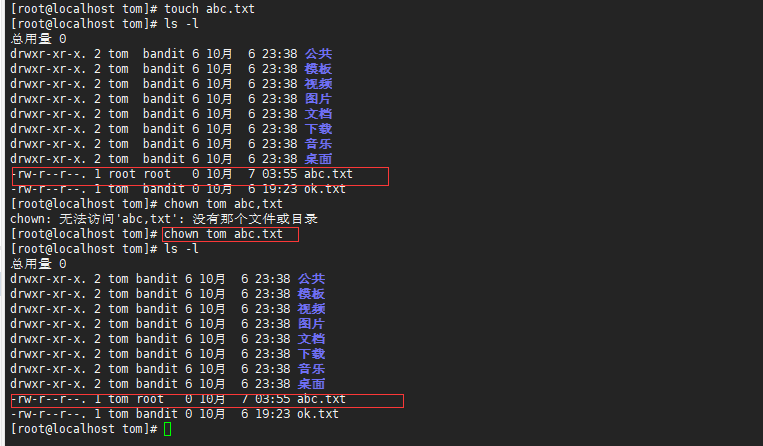 [root@localhost tom]# touch abc.txt
[root@localhost tom]# ls -l
总用量 0
drwxr-xr-x. 2 tom  bandit 6 10月  6 23:38 公共
drwxr-xr-x. 2 tom  bandit 6 10月  6 23:38 模板
drwxr-xr-x. 2 tom  bandit 6 10月  6 23:38 视频
drwxr-xr-x. 2 tom  bandit 6 10月  6 23:38 图片
drwxr-xr-x. 2 tom  bandit 6 10月  6 23:38 文档
drwxr-xr-x. 2 tom  bandit 6 10月  6 23:38 下载
drwxr-xr-x. 2 tom  bandit 6 10月  6 23:38 音乐
drwxr-xr-x. 2 tom  bandit 6 10月  6 23:38 桌面
-rw-r--r--. 1 root root   0 10月  7 03:55 abc.txt
-rw-r--r--. 1 tom  bandit 0 10月  6 19:23 ok.txt
[root@localhost tom]# chown tom abc,txt
chown: 无法访问'abc,txt': 没有那个文件或目录
[root@localhost tom]# chown tom abc.txt
[root@localhost tom]# ls -l
总用量 0
drwxr-xr-x. 2 tom bandit 6 10月  6 23:38 公共
drwxr-xr-x. 2 tom bandit 6 10月  6 23:38 模板
drwxr-xr-x. 2 tom bandit 6 10月  6 23:38 视频
drwxr-xr-x. 2 tom bandit 6 10月  6 23:38 图片
drwxr-xr-x. 2 tom bandit 6 10月  6 23:38 文档
drwxr-xr-x. 2 tom bandit 6 10月  6 23:38 下载
drwxr-xr-x. 2 tom bandit 6 10月  6 23:38 音乐
drwxr-xr-x. 2 tom bandit 6 10月  6 23:38 桌面
-rw-r--r--. 1 tom root   0 10月  7 03:55 abc.txt
-rw-r--r--. 1 tom bandit 0 10月  6 19:23 ok.txt
[root@localhost tom]#